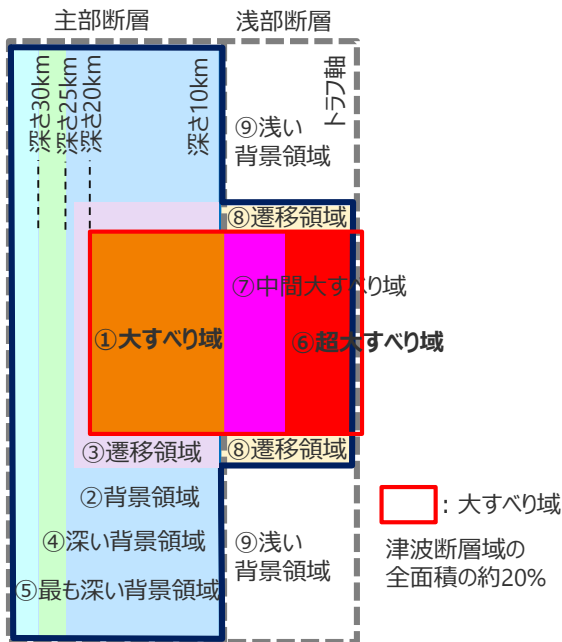 主部断層
浅部断層
深さ30km
深さ25km
深さ20km
深さ10km
トラフ軸
⑨浅い
背景領域
⑧遷移領域
⑦中間大すべり域
①大すべり域
⑥超大すべり域
③遷移領域
⑧遷移領域
②背景領域
④深い背景領域
⑤最も深い背景領域
⑨浅い
背景領域
: 大すべり域
津波断層域の
全面積の約20%